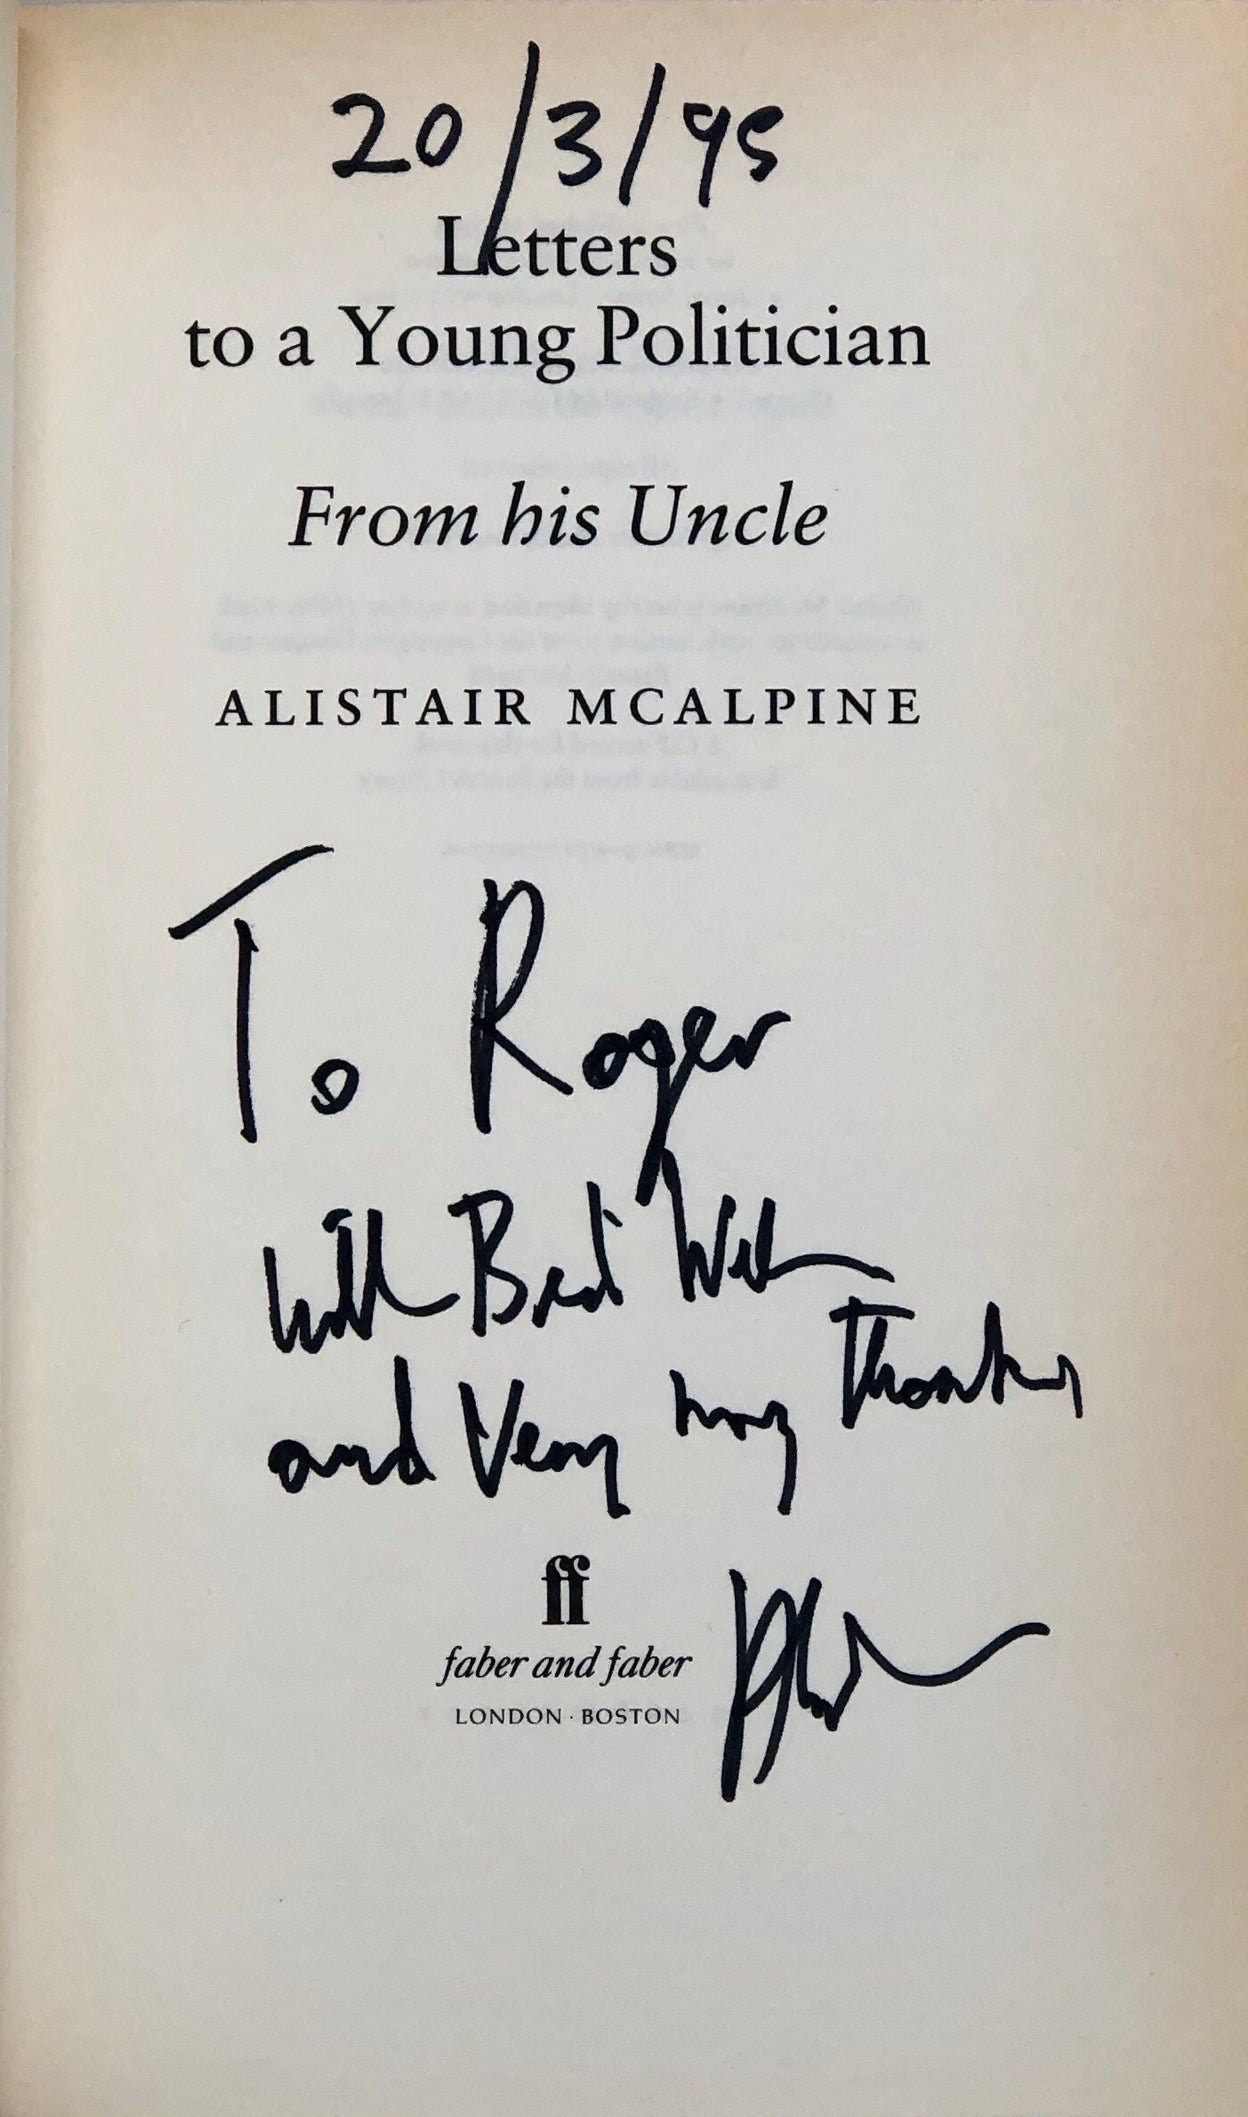 20/3/95
Letters
to a Young Politician
From his Uncle
ALISTAIR MCALPINE
To Roger
with Best Wishes
and Very many thanks
ff
faber and faber
LONDON · BOSTON